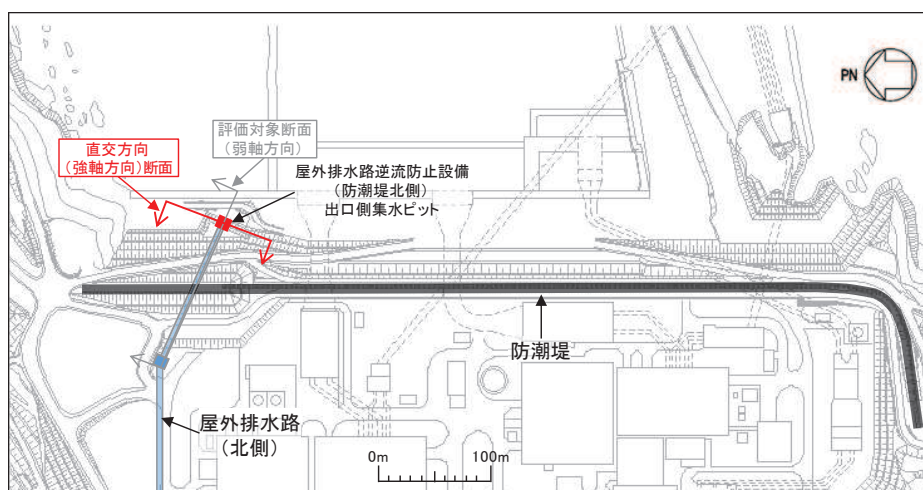 PN
評価対象断面
(弱軸方向)
直交方向
(強軸方向)断面
屋外排水路逆流防止設備
(防潮堤北側)
出口側集水ピット
防潮堤
屋外排水路
(北側)
0m
100m